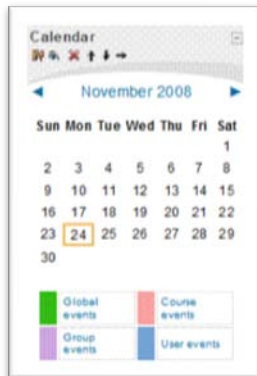 Calendar
November 2008
Sun Mon Tue Wed Thu Fri Sat
1
2 3 4 5 6 7 8
9 10 11 12 13 14 15
16 17 18 19 20 21 22
23 24 25 26 27 28 29
30
Global events
Course events
Group events
User events